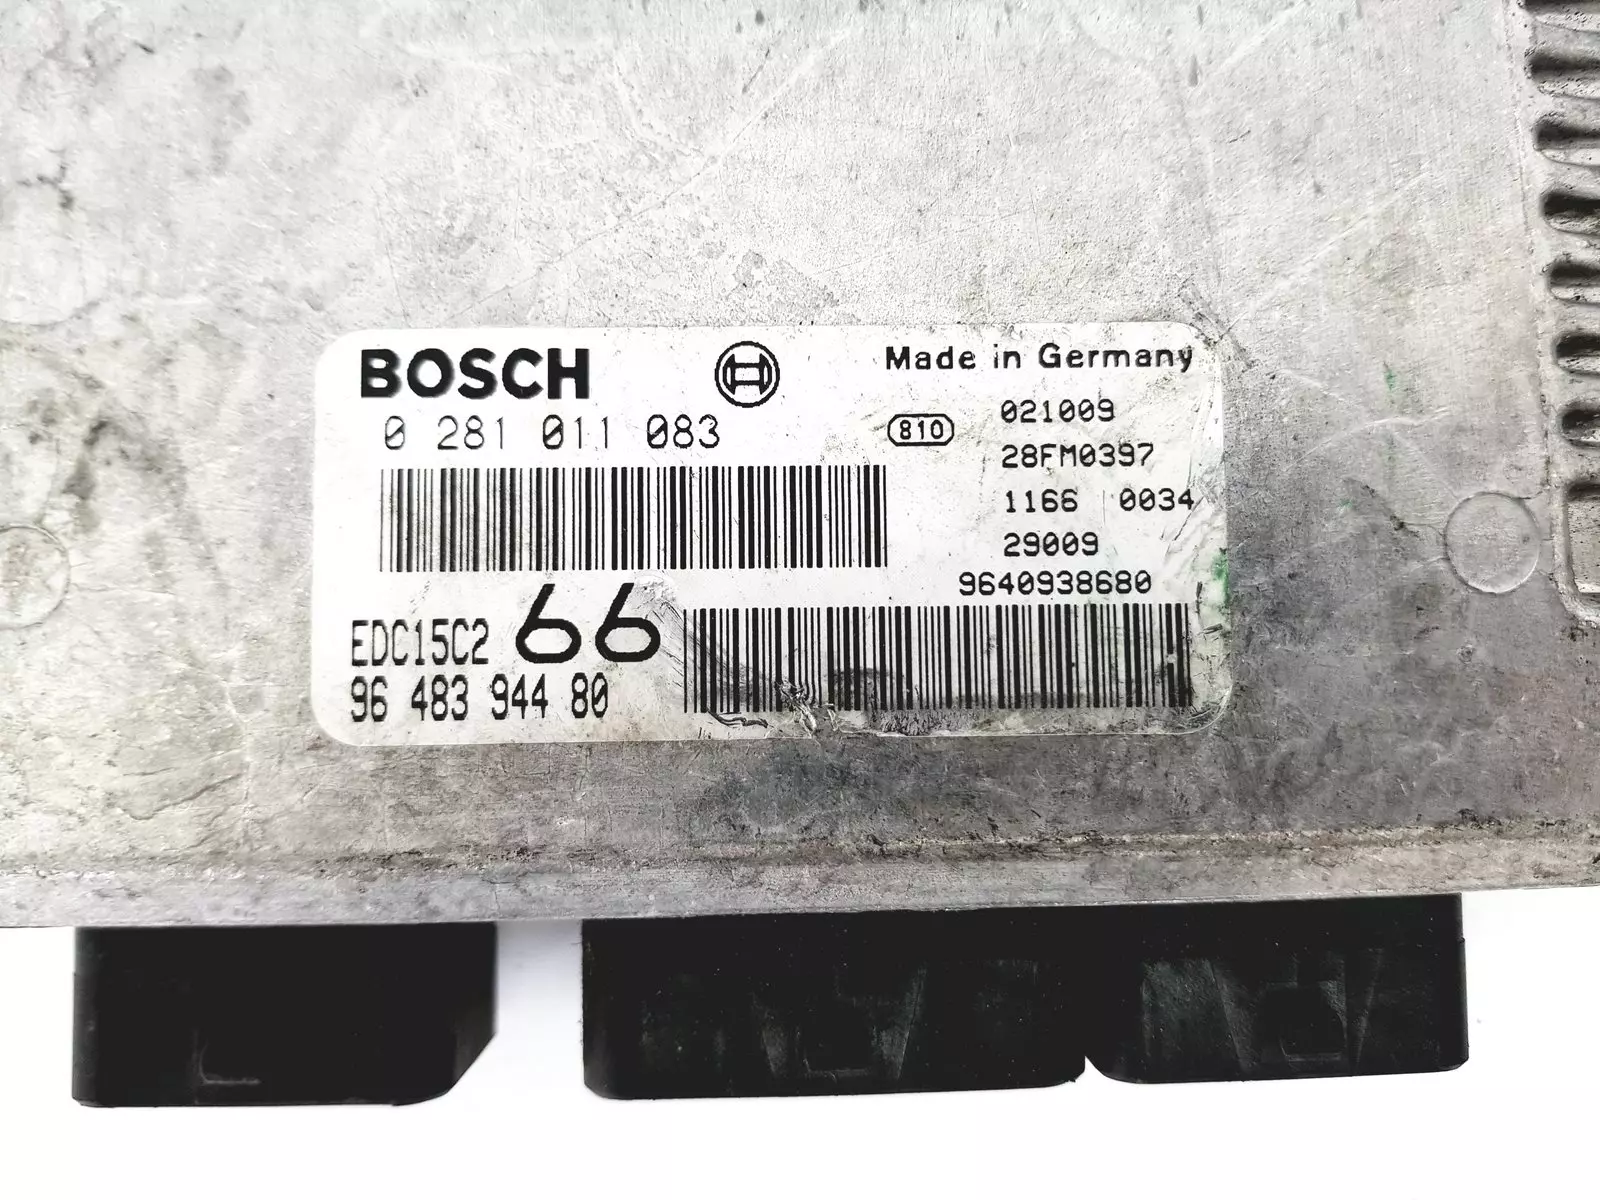 BOSCH
Made in Germany
0 281 011 083
810
021009
28FM0397
1166 0034
29009
9640938680
EDC15C2 66
96 483 944 80